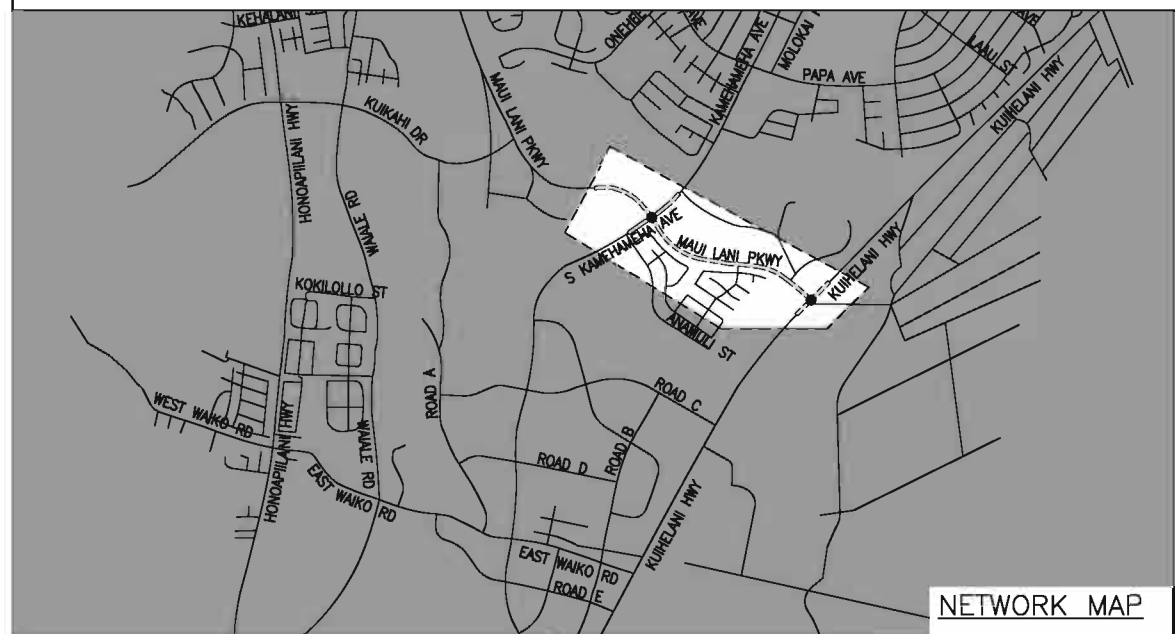 KEHALANI
ONEHEE
KAMEHAMEHA AVE
MOLOKAI
PAPA AVE
LAAU ST
AVE
KUIHELANI HWY
MAUI LANI PKWY
KUIKAHI DR
HONOAPIILANI HWY
WAIALE RD
S KAMEHAMEHA AVE
MAUI LANI PKWY
KUIHELANI HWY
KOKILOLLO ST
ANAMULI ST
ROAD A
ROAD C
WEST WAIKO RD
HONOAPIILANI HWY
WAIALE RD
ROAD B
ROAD D
EAST WAIKO RD
KUIHELANI HWY
EAST WAIKO RD
ROAD E
NETWORK MAP